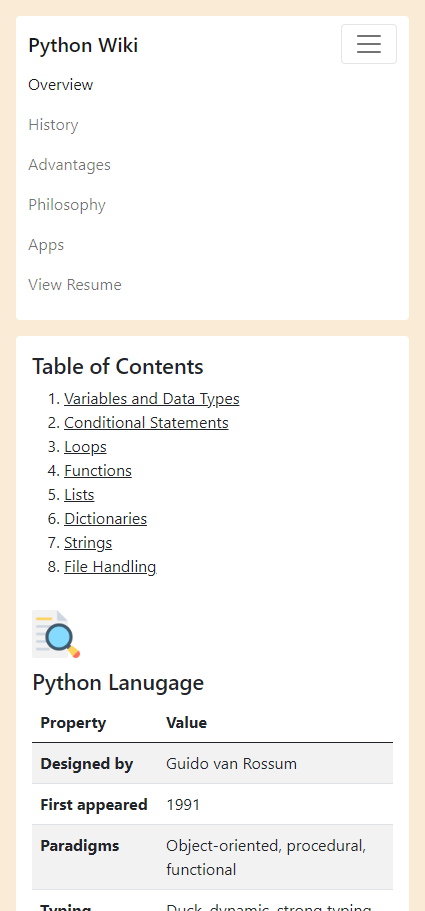 Python Wiki
Overview
History
Advantages
Philosophy
Apps
View Resume
Table of Contents
1. Variables and Data Types
2. Conditional Statements
3. Loops
4. Functions
5. Lists
6. Dictionaries
7. Strings
8. File Handling
Python Lanugage
Property Value
Designed by Guido van Rossum
First appeared 1991
Paradigms Object-oriented, procedural,
functional
Typing Duck, dynamic, strong typing